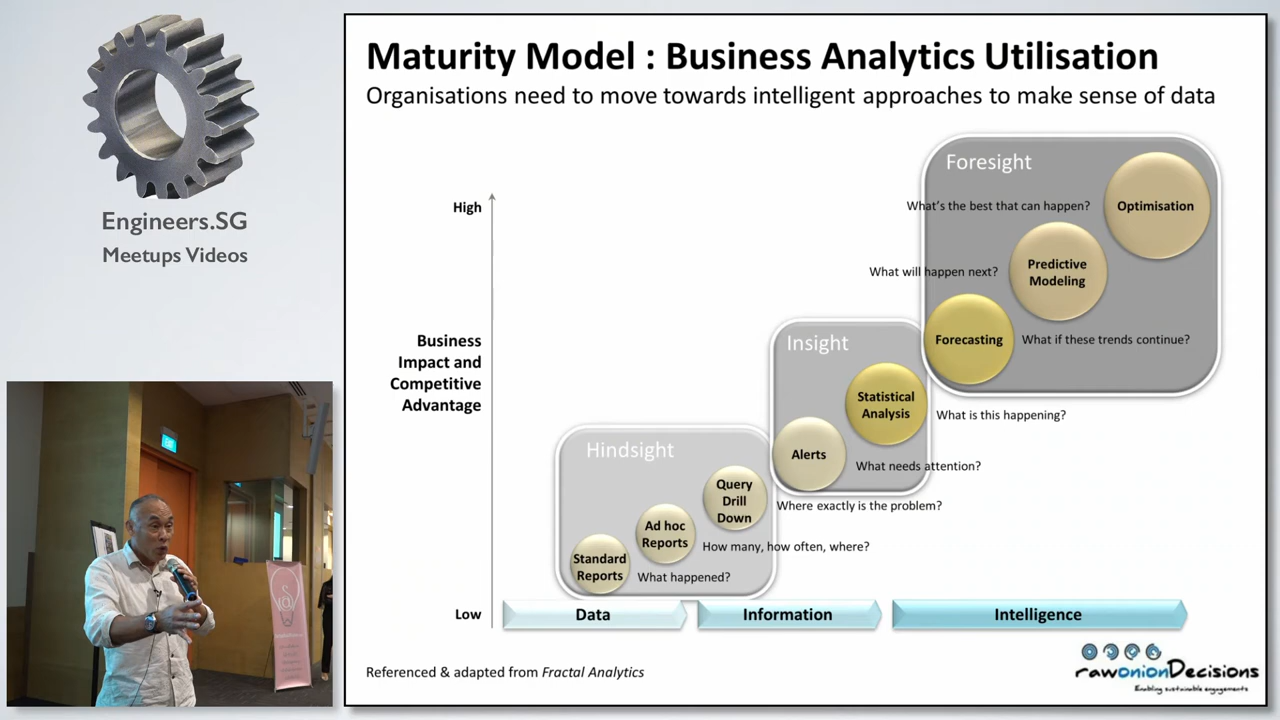 Engineers.SG
Meetups Videos
Maturity Model : Business Analytics Utilisation
Organisations need to move towards intelligent approaches to make sense of data
High
Business
Impact and
Competitive
Advantage
Low
Foresight
What's the best that can happen?
Optimisation
What will happen next?
Predictive
Modeling
Forecasting
What if these trends continue?
Insight
Statistical
Analysis
What is this happening?
Alerts
What needs attention?
Hindsight
Query
Drill
Down
Where exactly is the problem?
Ad hoc
Reports
How many, how often, where?
Standard
Reports
What happened?
Data
Information
Intelligence
Referenced & adapted from Fractal Analytics
rawonionDecisions
Enabling sustainable engagements